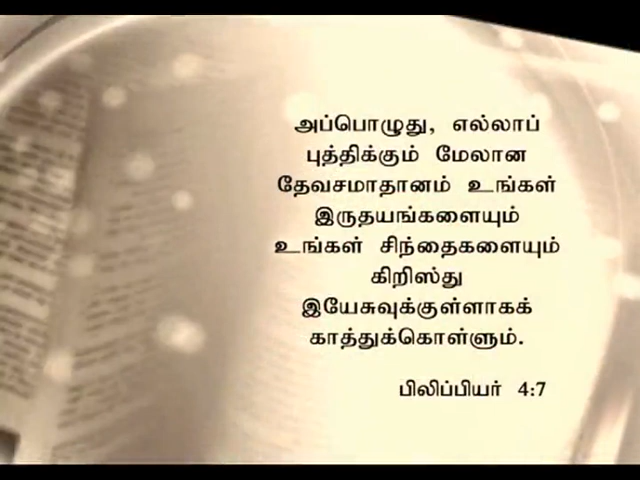 அப்பொழுது, எல்லாப்
புத்திக்கும் மேலான
தேவசமாதானம் உங்கள்
இருதயங்களையும்
உங்கள் சிந்தைகளையும்
கிறிஸ்து
இயேசுவுக்குள்ளாகக்
காத்துக்கொள்ளும்.
பிலிப்பியர் 4:7